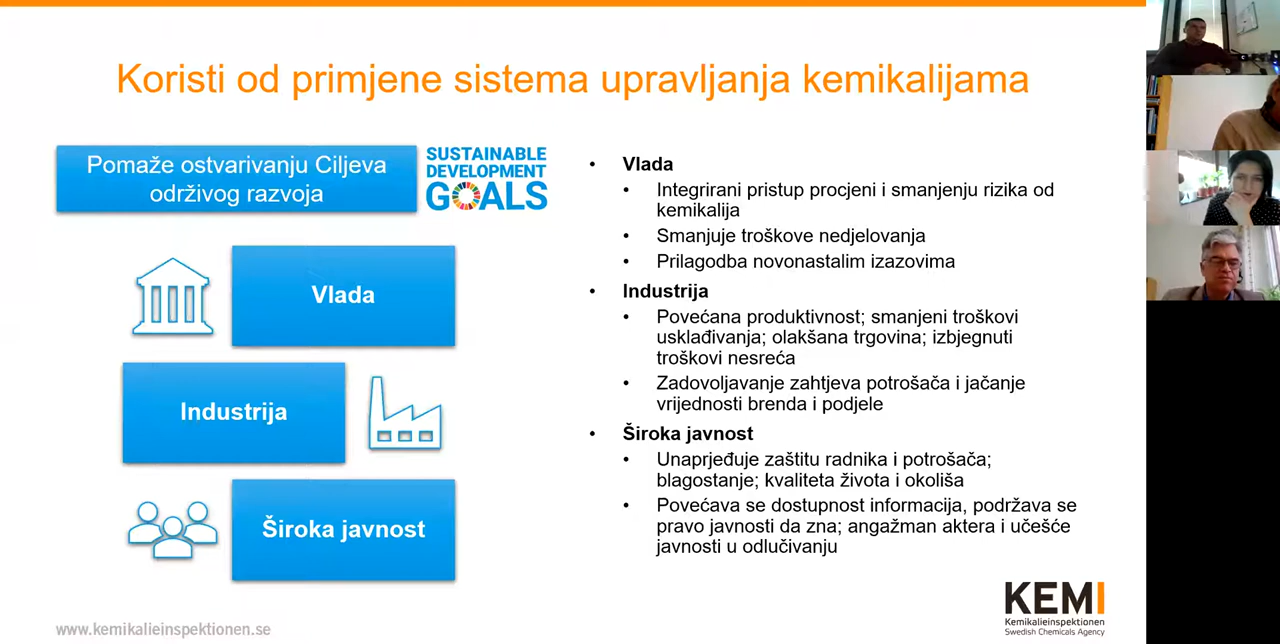 Koristi od primjene sistema upravljanja kemikalijama
Pomaže ostvarivanju Ciljeva
održivog razvoja
SUSTAINABLE
DEVELOPMENT
GOALS
Vlada
Industrija
Široka javnost
• Vlada
• Integrirani pristup procjeni i smanjenju rizika od
kemikalija
• Smanjuje troškove nedjelovanja
• Prilagodba novonastalim izazovima
• Industrija
• Povećana produktivnost; smanjeni troškovi
usklađivanja; olakšana trgovina; izbjegnuti
troškovi nesreća
• Zadovoljavanje zahtjeva potrošača i jačanje
vrijednosti brenda i podjele
• Široka javnost
• Unaprjeđuje zaštitu radnika i potrošača;
blagostanje; kvaliteta života i okoliša
• Povećava se dostupnost informacija, podržava se
pravo javnosti da zna; angažman aktera i učešće
javnosti u odlučivanju
www.kemikalieinspektionen.se
KEMI
Kemikalieinspektionen
Swedish Chemicals Agency